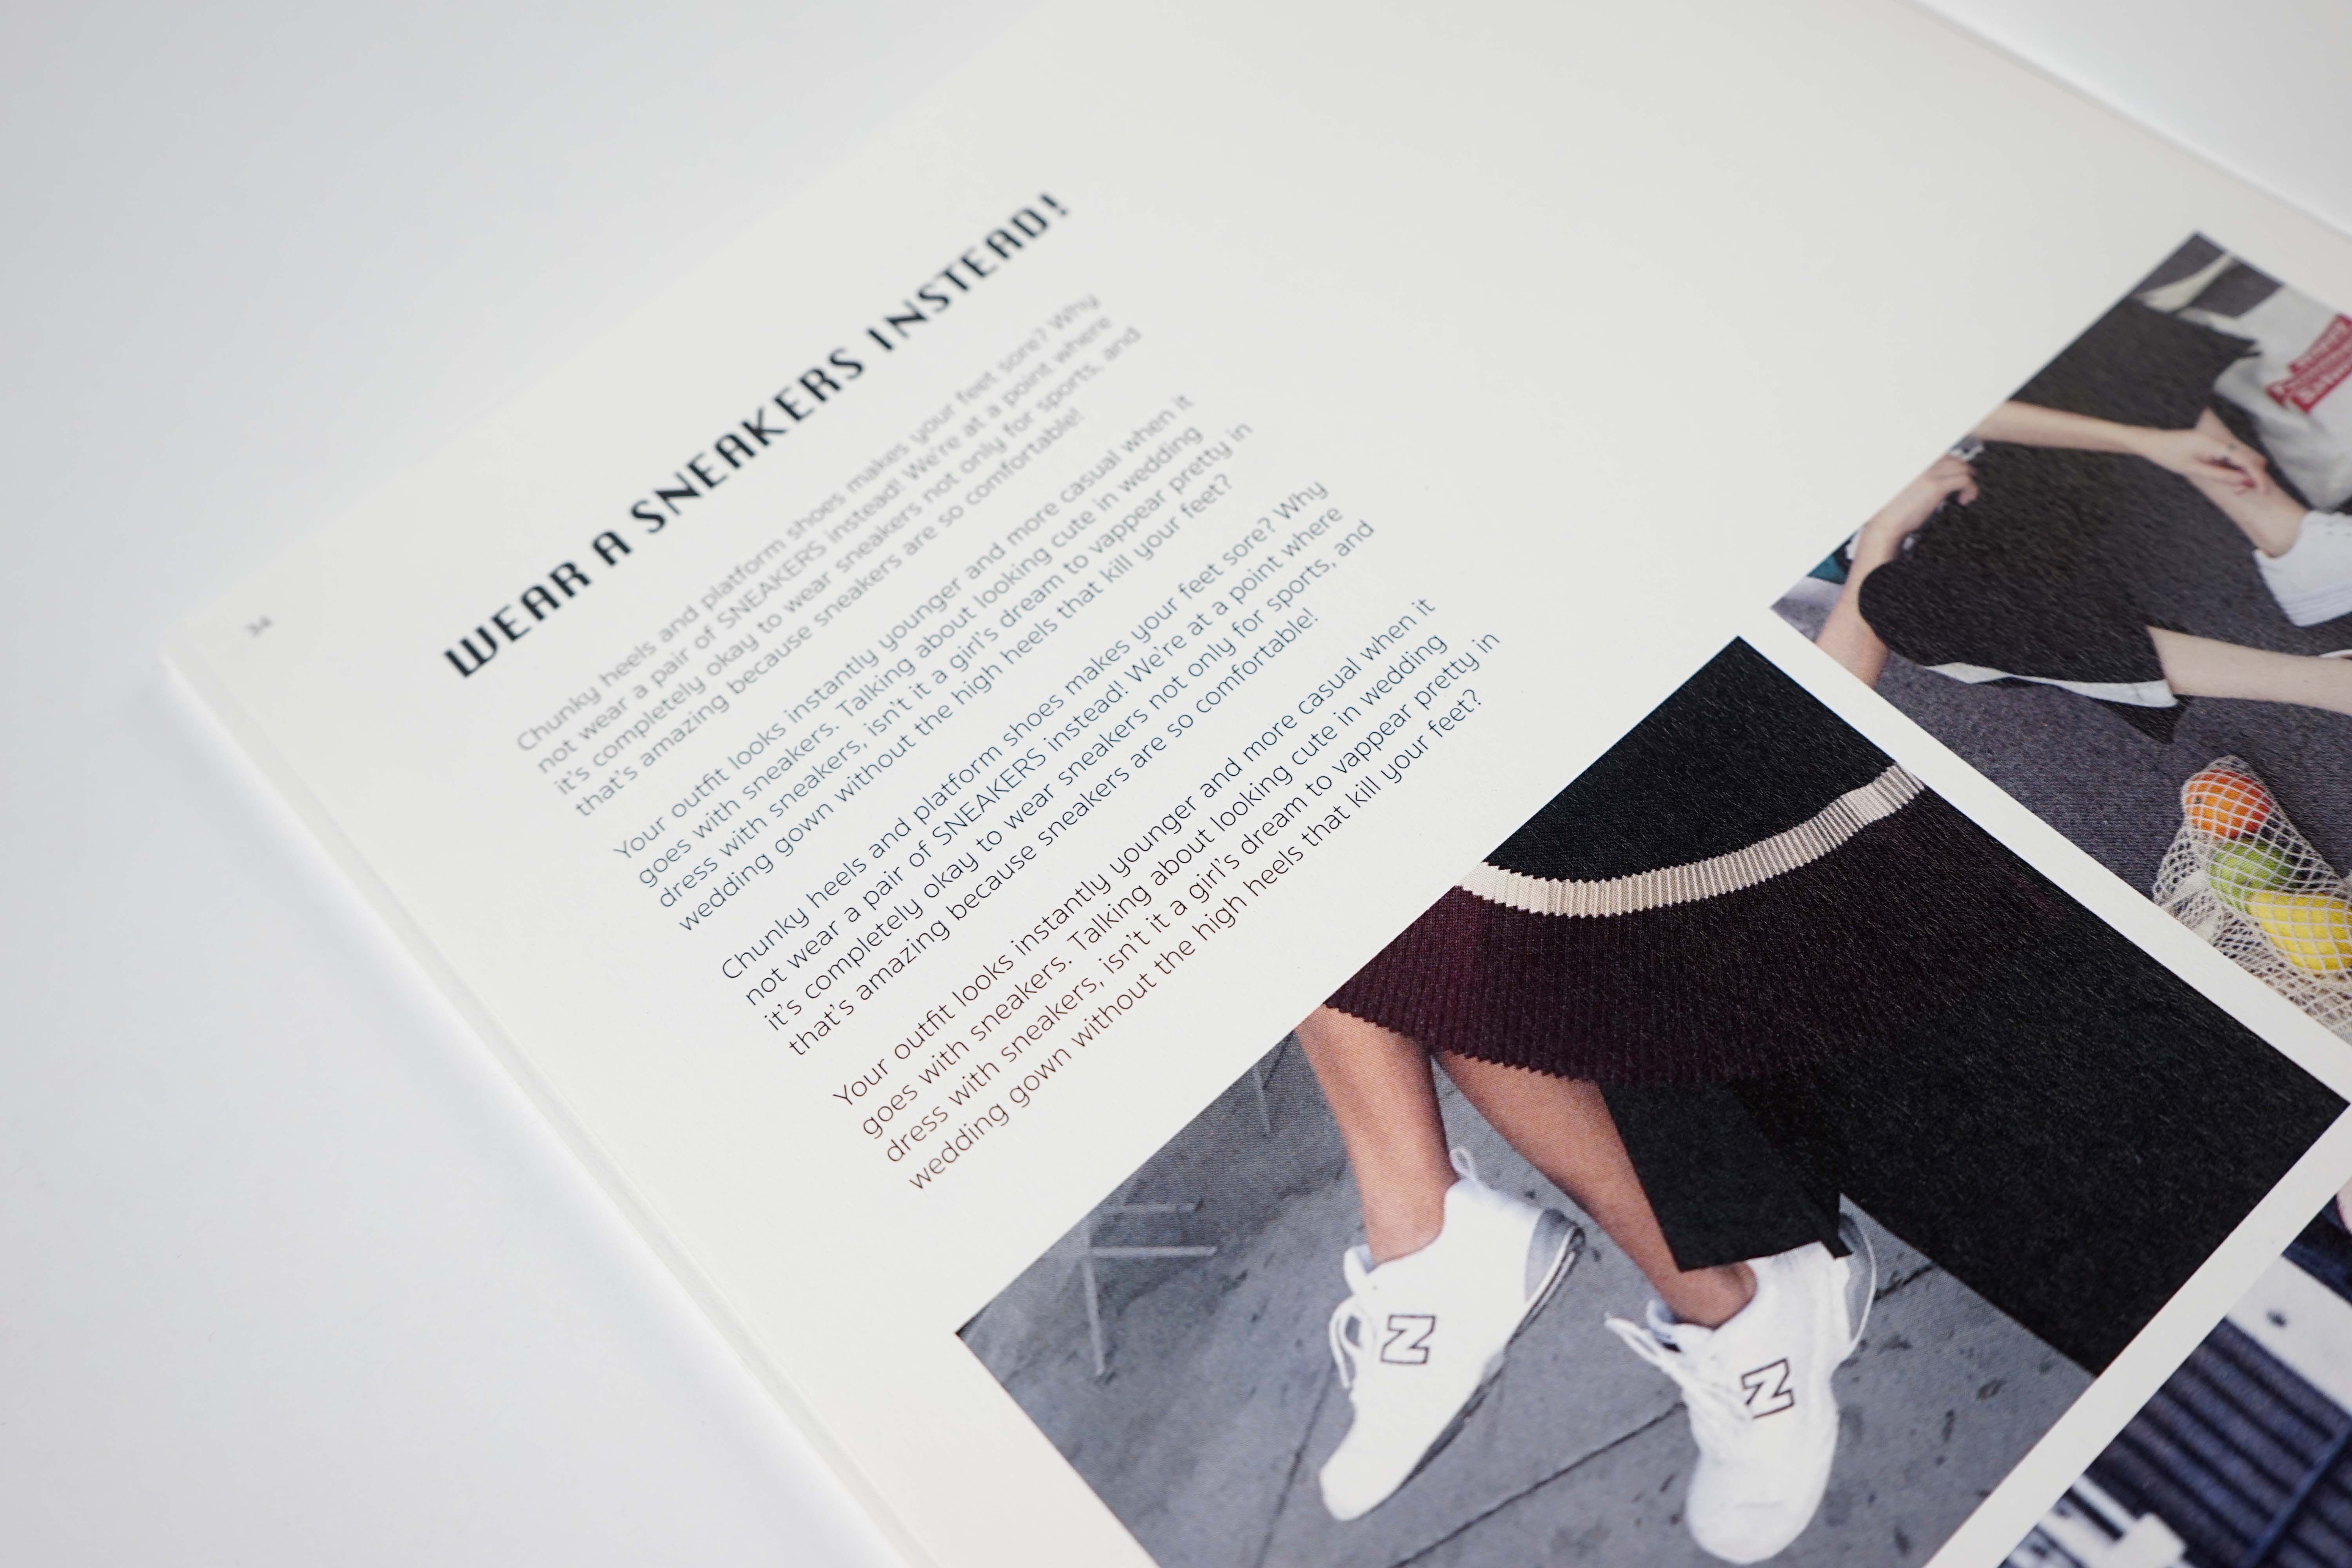 34
WEAR A SNEAKERS INSTEAD!
Chunky heels and platform shoes makes your feet sore? Why
not wear a pair of SNEAKERS instead! We're at a point where
it's completely okay to wear sneakers not only for sports, and
that's amazing because sneakers are so comfortable!
Your outfit looks instantly younger and more casual when it
goes with sneakers. Talking about looking cute in wedding
dress with sneakers, isn't it a girl's dream to vappear pretty in
wedding gown without the high heels that kill your feet?
Chunky heels and platform shoes makes your feet sore? Why
not wear a pair of SNEAKERS instead! We're at a point where
it's completely okay to wear sneakers not only for sports, and
that's amazing because sneakers are so comfortable!
Your outfit looks instantly younger and more casual when it
goes with sneakers. Talking about looking cute in wedding
dress with sneakers, isn't it a girl's dream to vappear pretty in
wedding gown without the high heels that kill your feet?
N
N